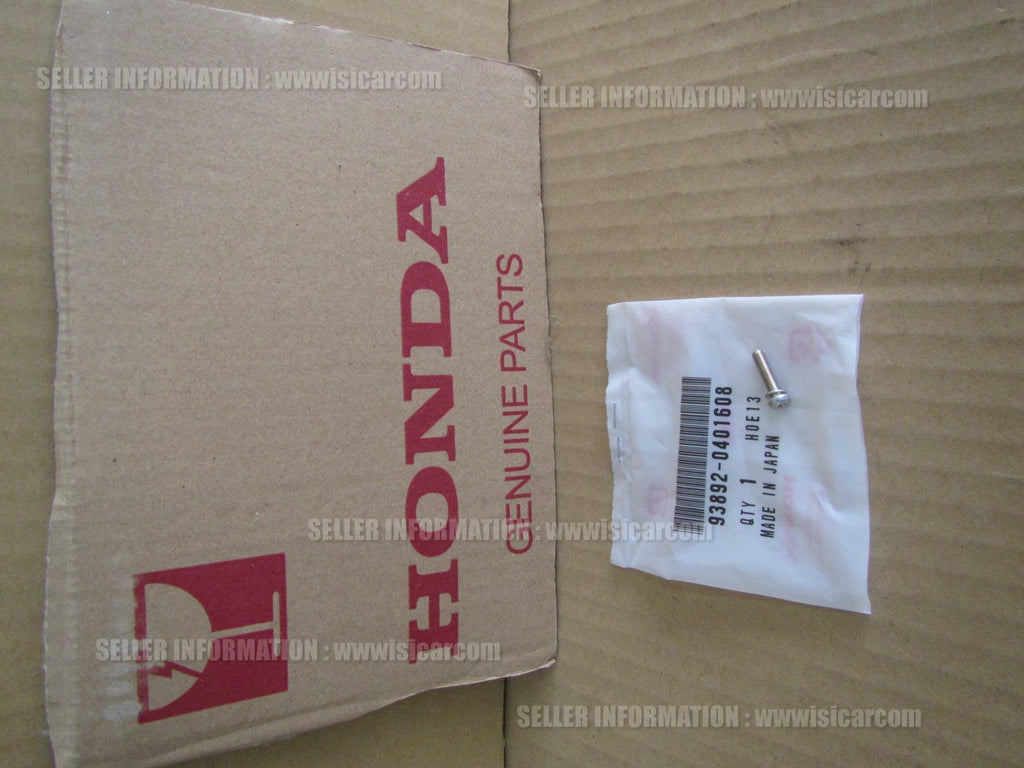 SELLER INFORMATION : wwwisicarcom
SELLER INFORMATION : wwwisicarcom
HONDA
GENUINE PARTS
93892-0401608
QTY 1 H0E13
MADE IN JAPAN
SELLER INFORMATION : wwwisicarcom
SELLER INFORMATION : wwwisicarcom
SELLER INFORMATION : wwwisicarcom